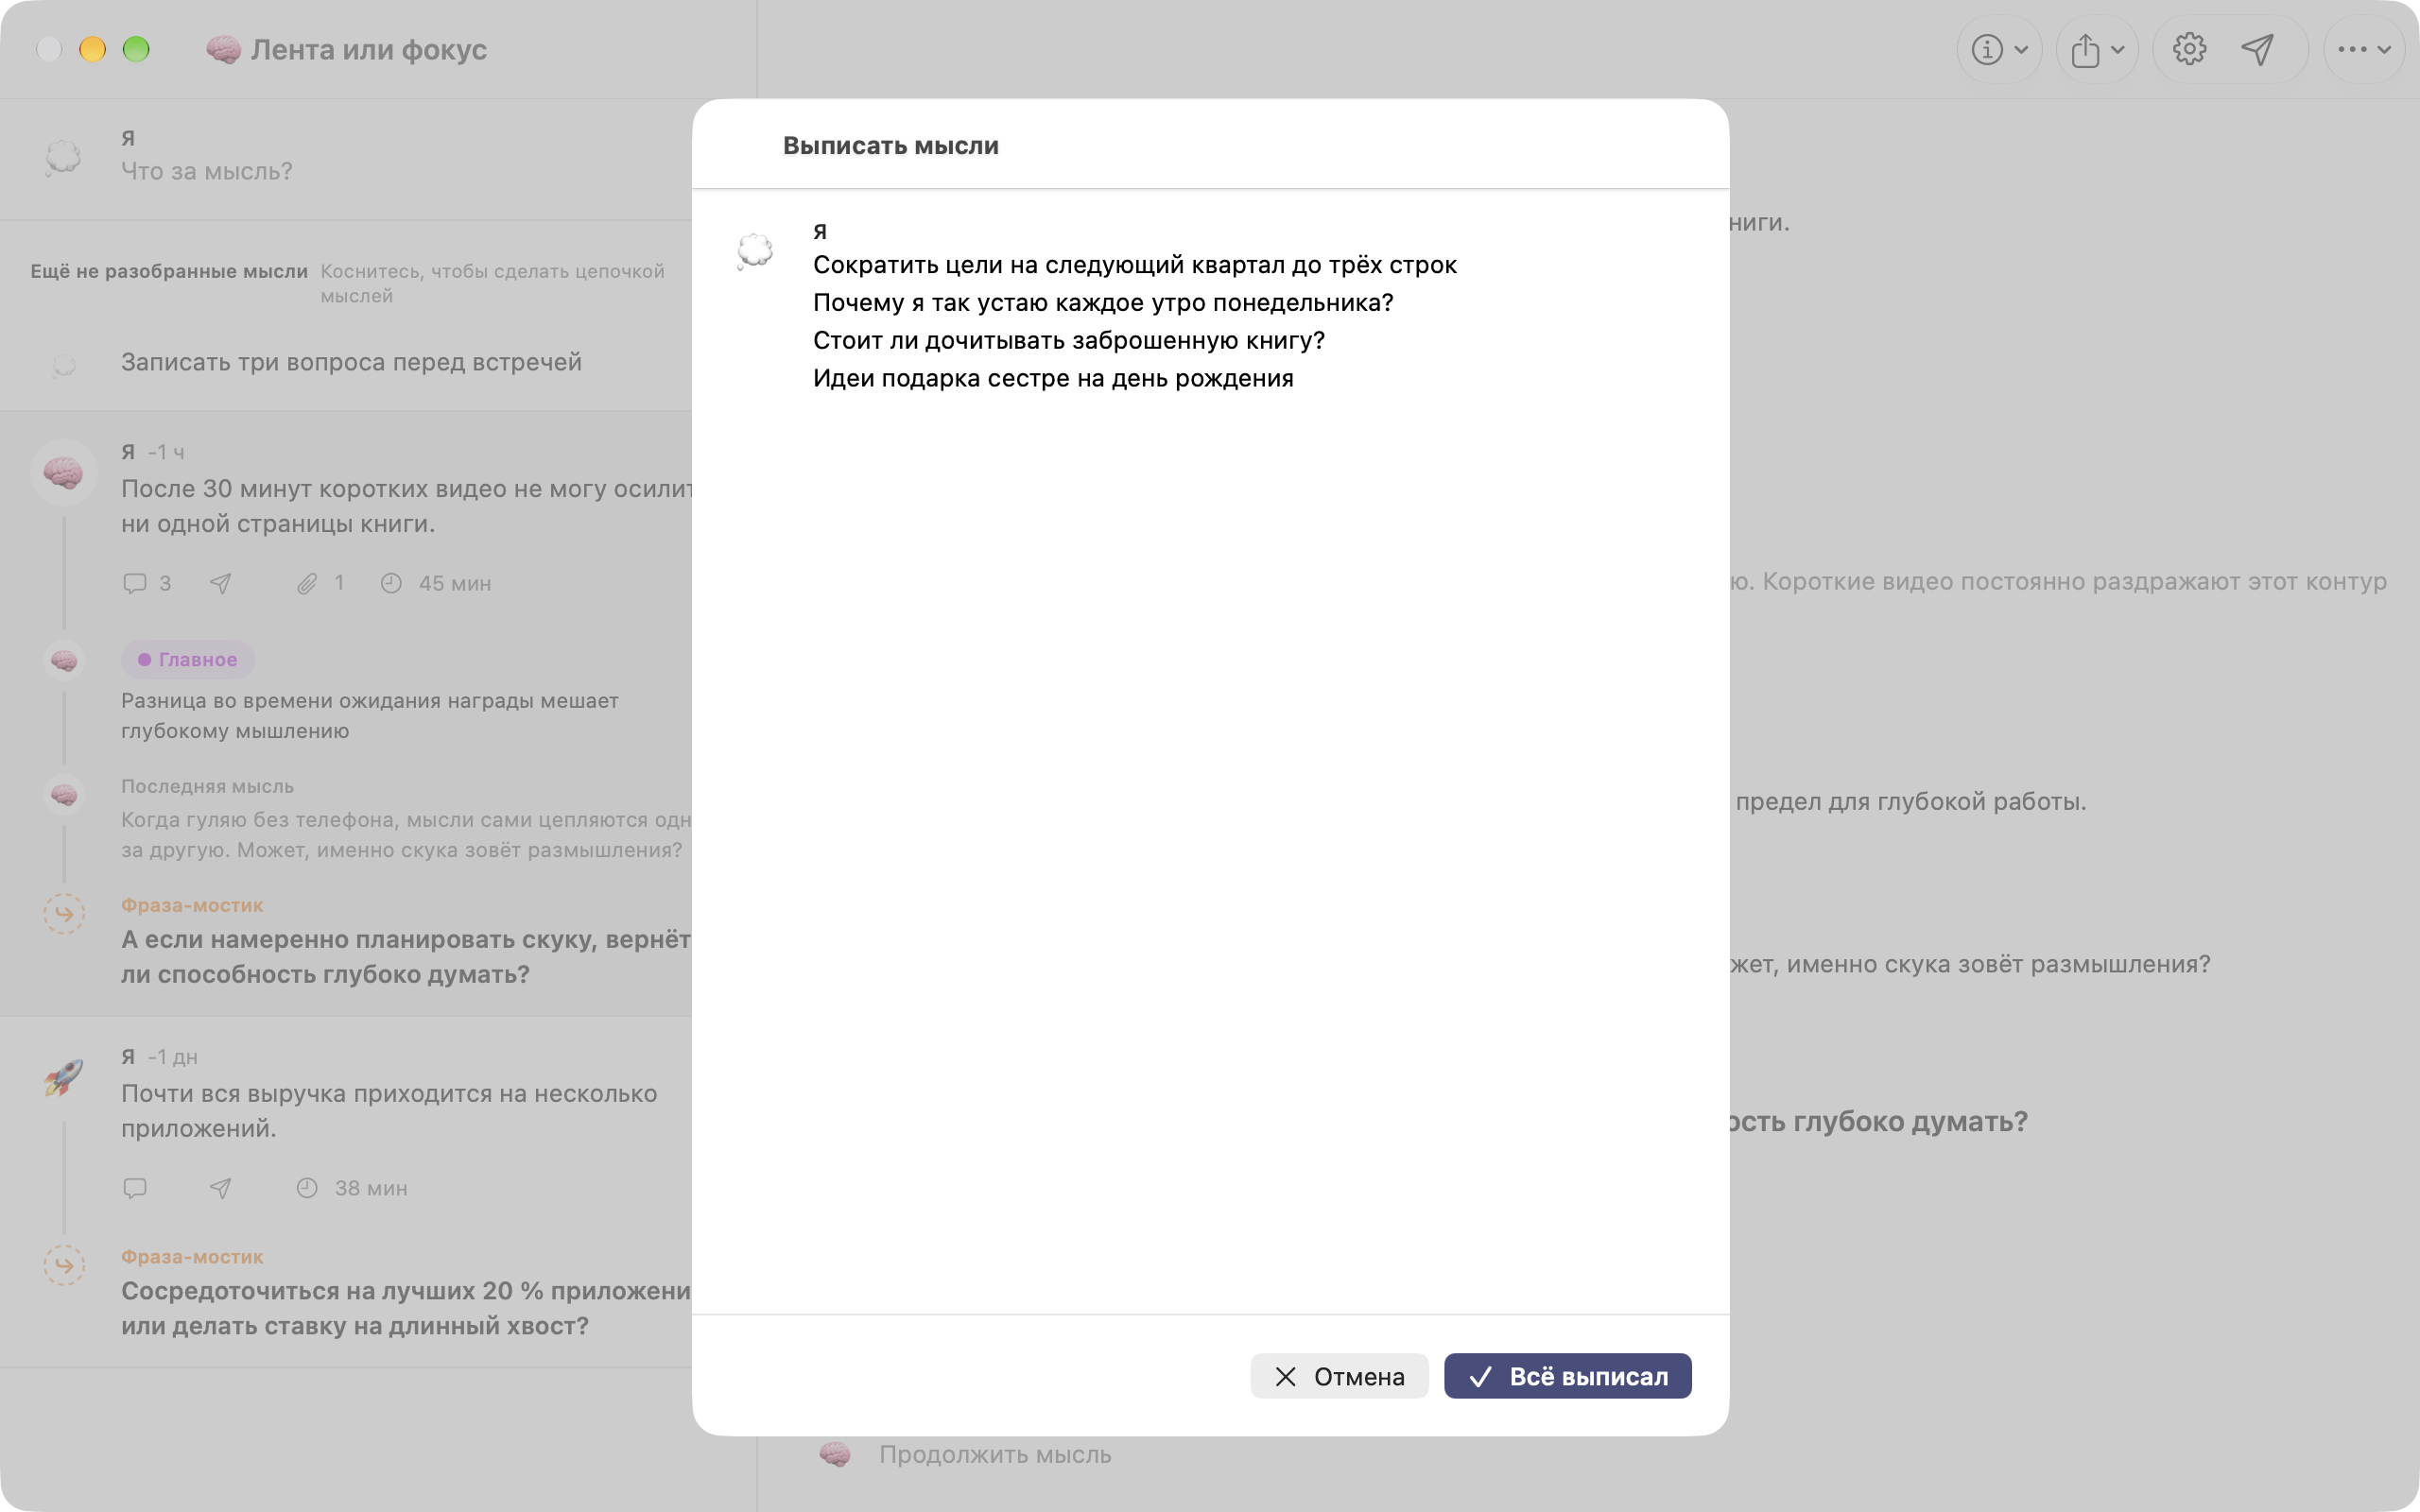 Лента или фокус
Я
Что за мысль?
Ещё не разобранные мысли Коснитесь, чтобы сделать цепочкой
мыслей
Записать три вопроса перед встречей
Я -1 ч
После 30 минут коротких видео не могу осилит
ни одной страницы книги.
3 1 45 мин
Главное
Разница во времени ожидания награды мешает
глубокому мышлению
Последняя мысль
Когда гуляю без телефона, мысли сами цепляются одн
за другую. Может, именно скука зовёт размышления?
Фраза-мостик
А если намеренно планировать скуку, вернёт
ли способность глубоко думать?
Я -1 дн
Почти вся выручка приходится на несколько
приложений.
38 мин
Фраза-мостик
Сосредоточиться на лучших 20 % приложени
или делать ставку на длинный хвост?
Выписать мысли
Я
Сократить цели на следующий квартал до трёх строк
Почему я так устаю каждое утро понедельника?
Стоит ли дочитывать заброшенную книгу?
Идеи подарка сестре на день рождения
Отмена Всё выписал
ниги.
ю. Короткие видео постоянно раздражают этот контур
предел для глубокой работы.
жет, именно скука зовёт размышления?
ость глубоко думать?
Продолжить мысль